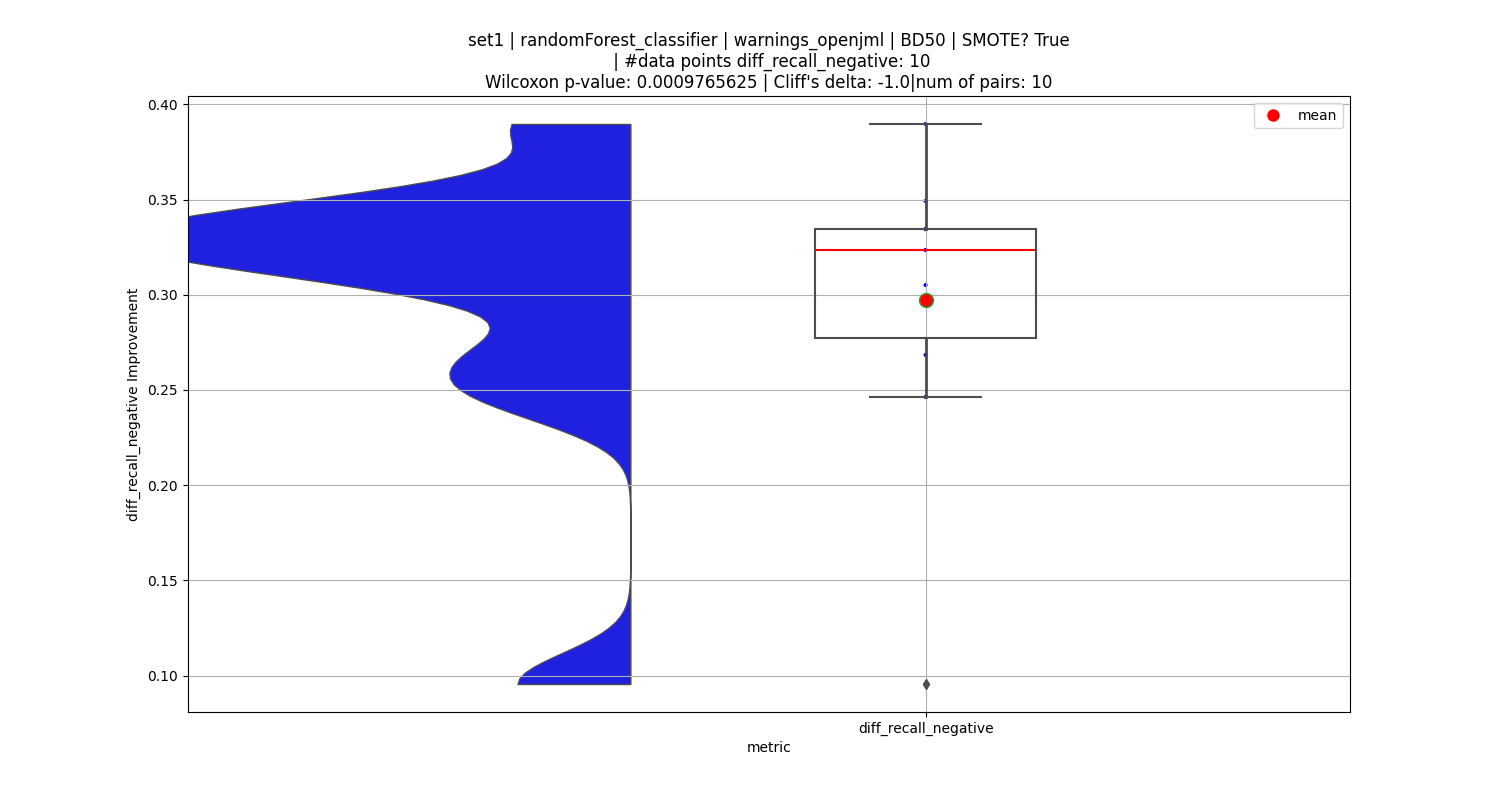 set1 | randomForest_classifier | warnings_openjml | BD50 | SMOTE? True
| #data points diff_recall_negative: 10
Wilcoxon p-value: 0.0009765625 | Cliff's delta: -1.0|num of pairs: 10
mean
0.40
0.35
0.30
0.25
0.20
0.15
0.10
diff_recall_negative Improvement
diff_recall_negative
metric